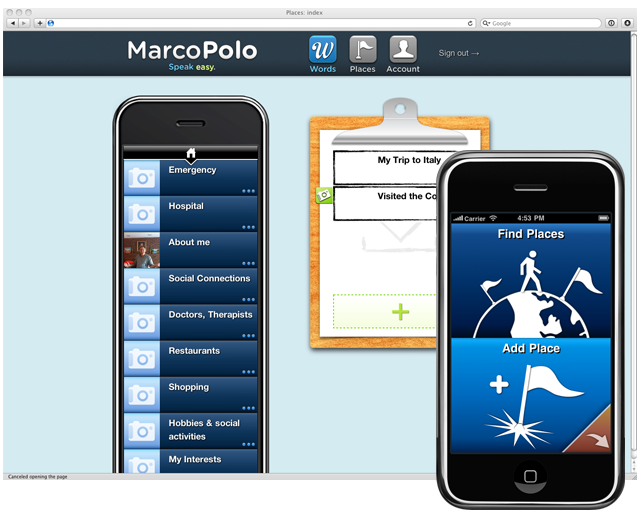 Places: index
Google
MarcoPolo
Speak easy.
W
Words
Places
Account
Sign out →
Emergency
Hospital
About me
Social Connections
Doctors, Therapists
Restaurants
Shopping
Hobbies & social
activities
My Interests
My Trip to Italy
Visited the Co
Carrier
4:53 PM
Find Places
Add Place
Canceled opening the page